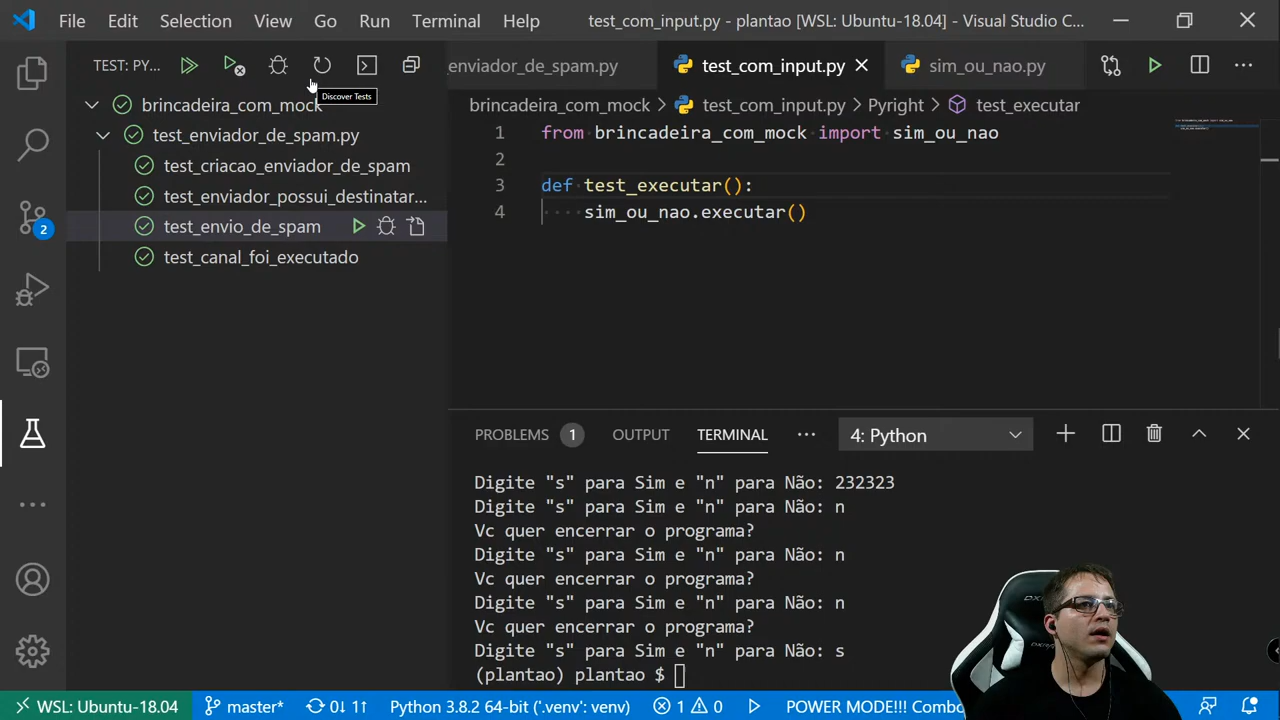 File Edit Selection View Go Run Terminal Help test_com_input.py - plantao [WSL: Ubuntu-18.04] - Visual Studio C...
TEST: PY...
Discover Tests
brincadeira_com_mock
test_enviador_de_spam.py
test_criacao_enviador_de_spam
test_enviador_possui_destinatar...
test_envio_de_spam
test_canal_foi_executado
2
enviador_de_spam.py test_com_input.py sim_ou_nao.py
brincadeira_com_mock > test_com_input.py > Pyright > test_executar
1 from brincadeira_com_mock import sim_ou_nao
2
3 def test_executar():
4 sim_ou_nao.executar()
PROBLEMS 1 OUTPUT TERMINAL 4: Python
Digite "s" para Sim e "n" para Não: 232323
Digite "s" para Sim e "n" para Não: n
Vc quer encerrar o programa?
Digite "s" para Sim e "n" para Não: n
Vc quer encerrar o programa?
Digite "s" para Sim e "n" para Não: n
Vc quer encerrar o programa?
Digite "s" para Sim e "n" para Não: s
(plantao) plantao $
WSL: Ubuntu-18.04 master* 0↓ 1↑ Python 3.8.2 64-bit ('.venv': venv) 1 0 POWER MODE!!! Combo